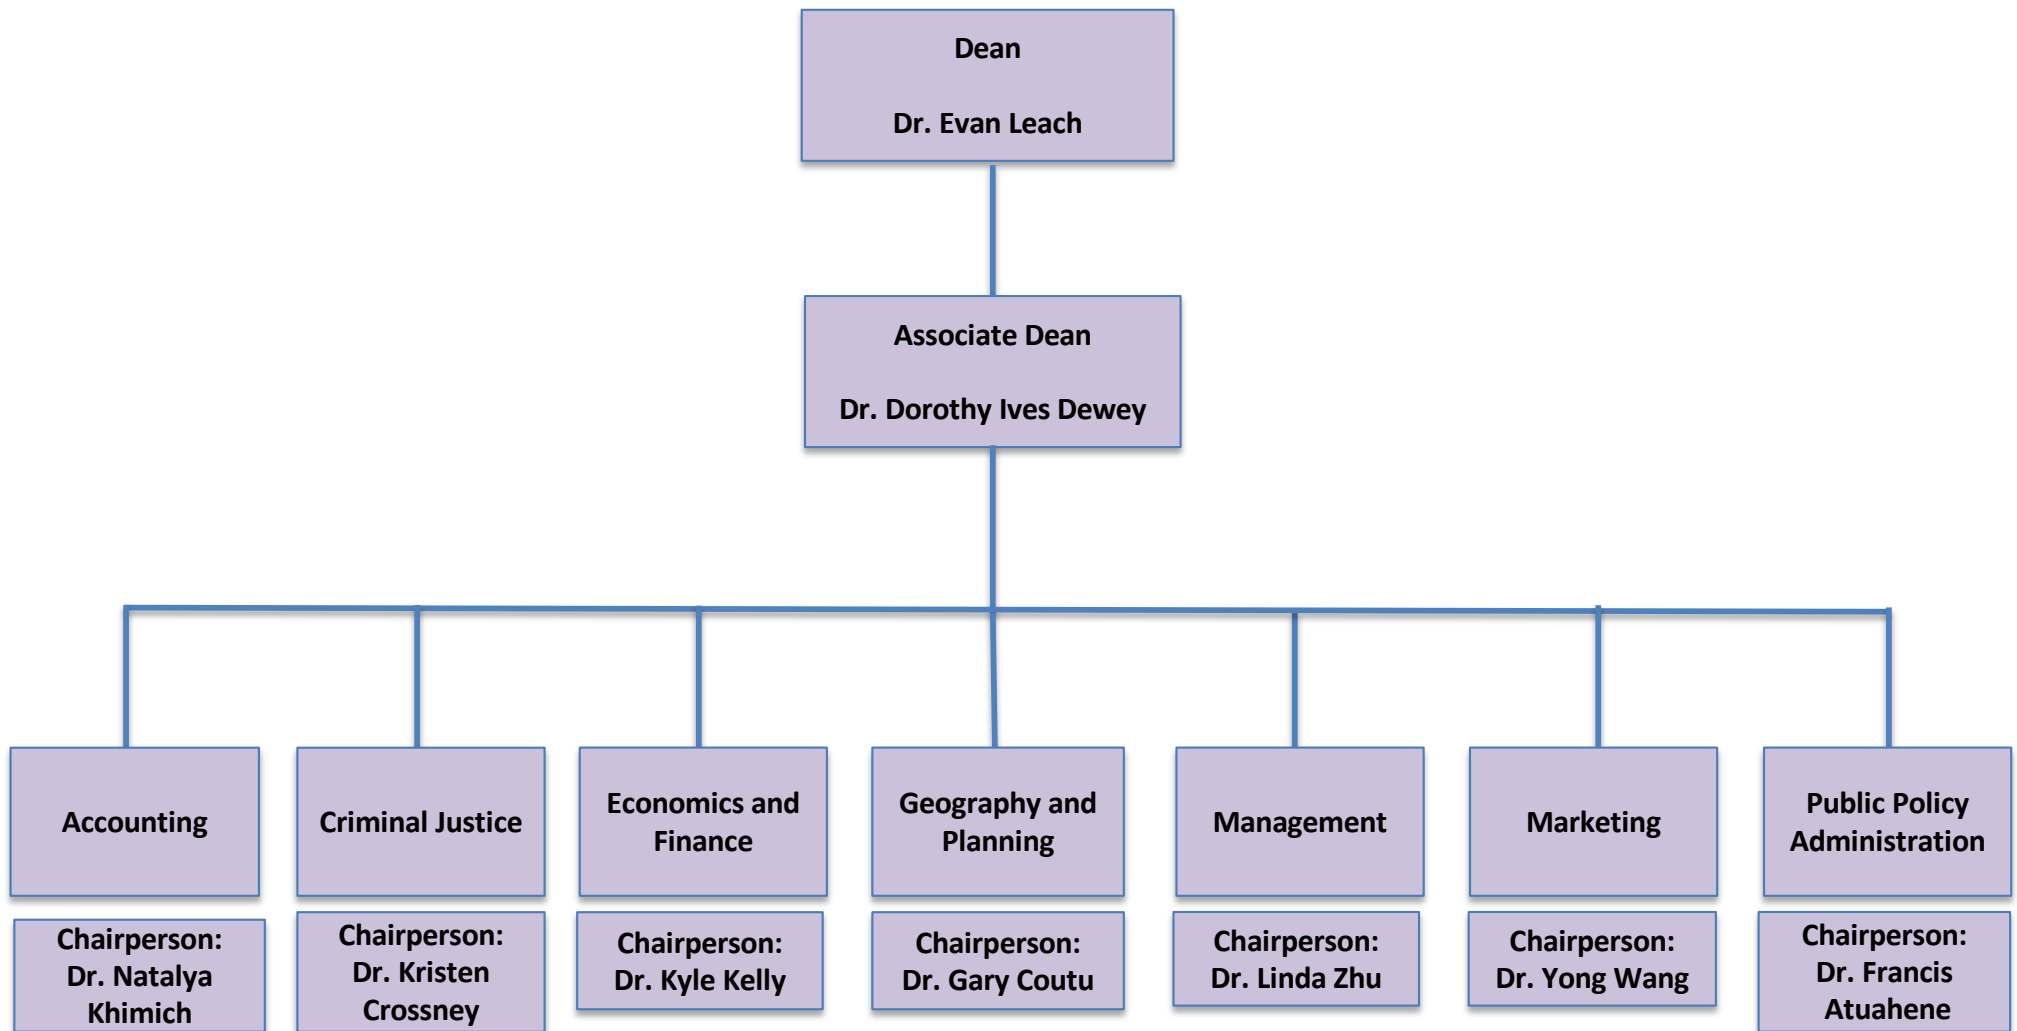 Dean
Dr. Evan Leach
Associate Dean
Dr. Dorothy Ives Dewey
Accounting
Criminal Justice
Economics and
Finance
Geography and
Planning
Management
Marketing
Public Policy
Administration
Chairperson:
Dr. Natalya
Khimich
Chairperson:
Dr. Kristen
Crossney
Chairperson:
Dr. Kyle Kelly
Chairperson:
Dr. Gary Coutu
Chairperson:
Dr. Linda Zhu
Chairperson:
Dr. Yong Wang
Chairperson:
Dr. Francis
Atuahene